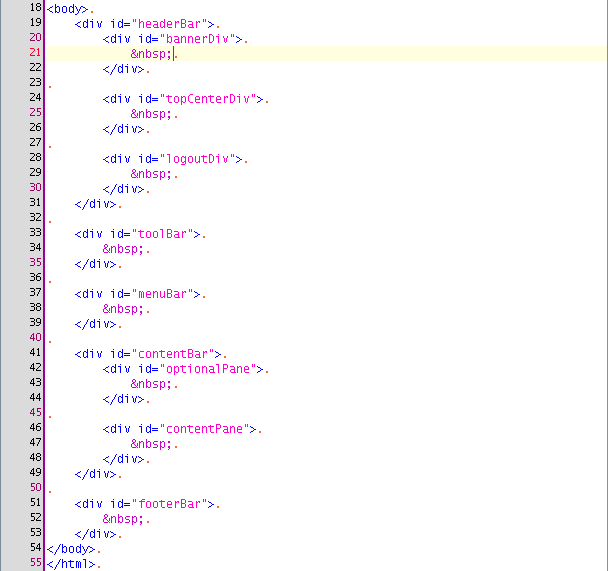 18 <body>.
19     <div id="headerBar">.
20         <div id="bannerDiv">.
21             &nbsp;.
22         </div>.
23 .
24         <div id="topCenterDiv">.
25             &nbsp;.
26         </div>.
27 .
28         <div id="logoutDiv">.
29             &nbsp;.
30         </div>.
31     </div>.
32 .
33     <div id="toolBar">.
34         &nbsp;.
35     </div>.
36 .
37     <div id="menuBar">.
38         &nbsp;.
39     </div>.
40 .
41     <div id="contentBar">.
42         <div id="optionalPane">.
43             &nbsp;.
44         </div>.
45 .
46         <div id="contentPane">.
47             &nbsp;.
48         </div>.
49     </div>.
50 .
51     <div id="footerBar">.
52         &nbsp;.
53     </div>.
54 </body>.
55 </html>.